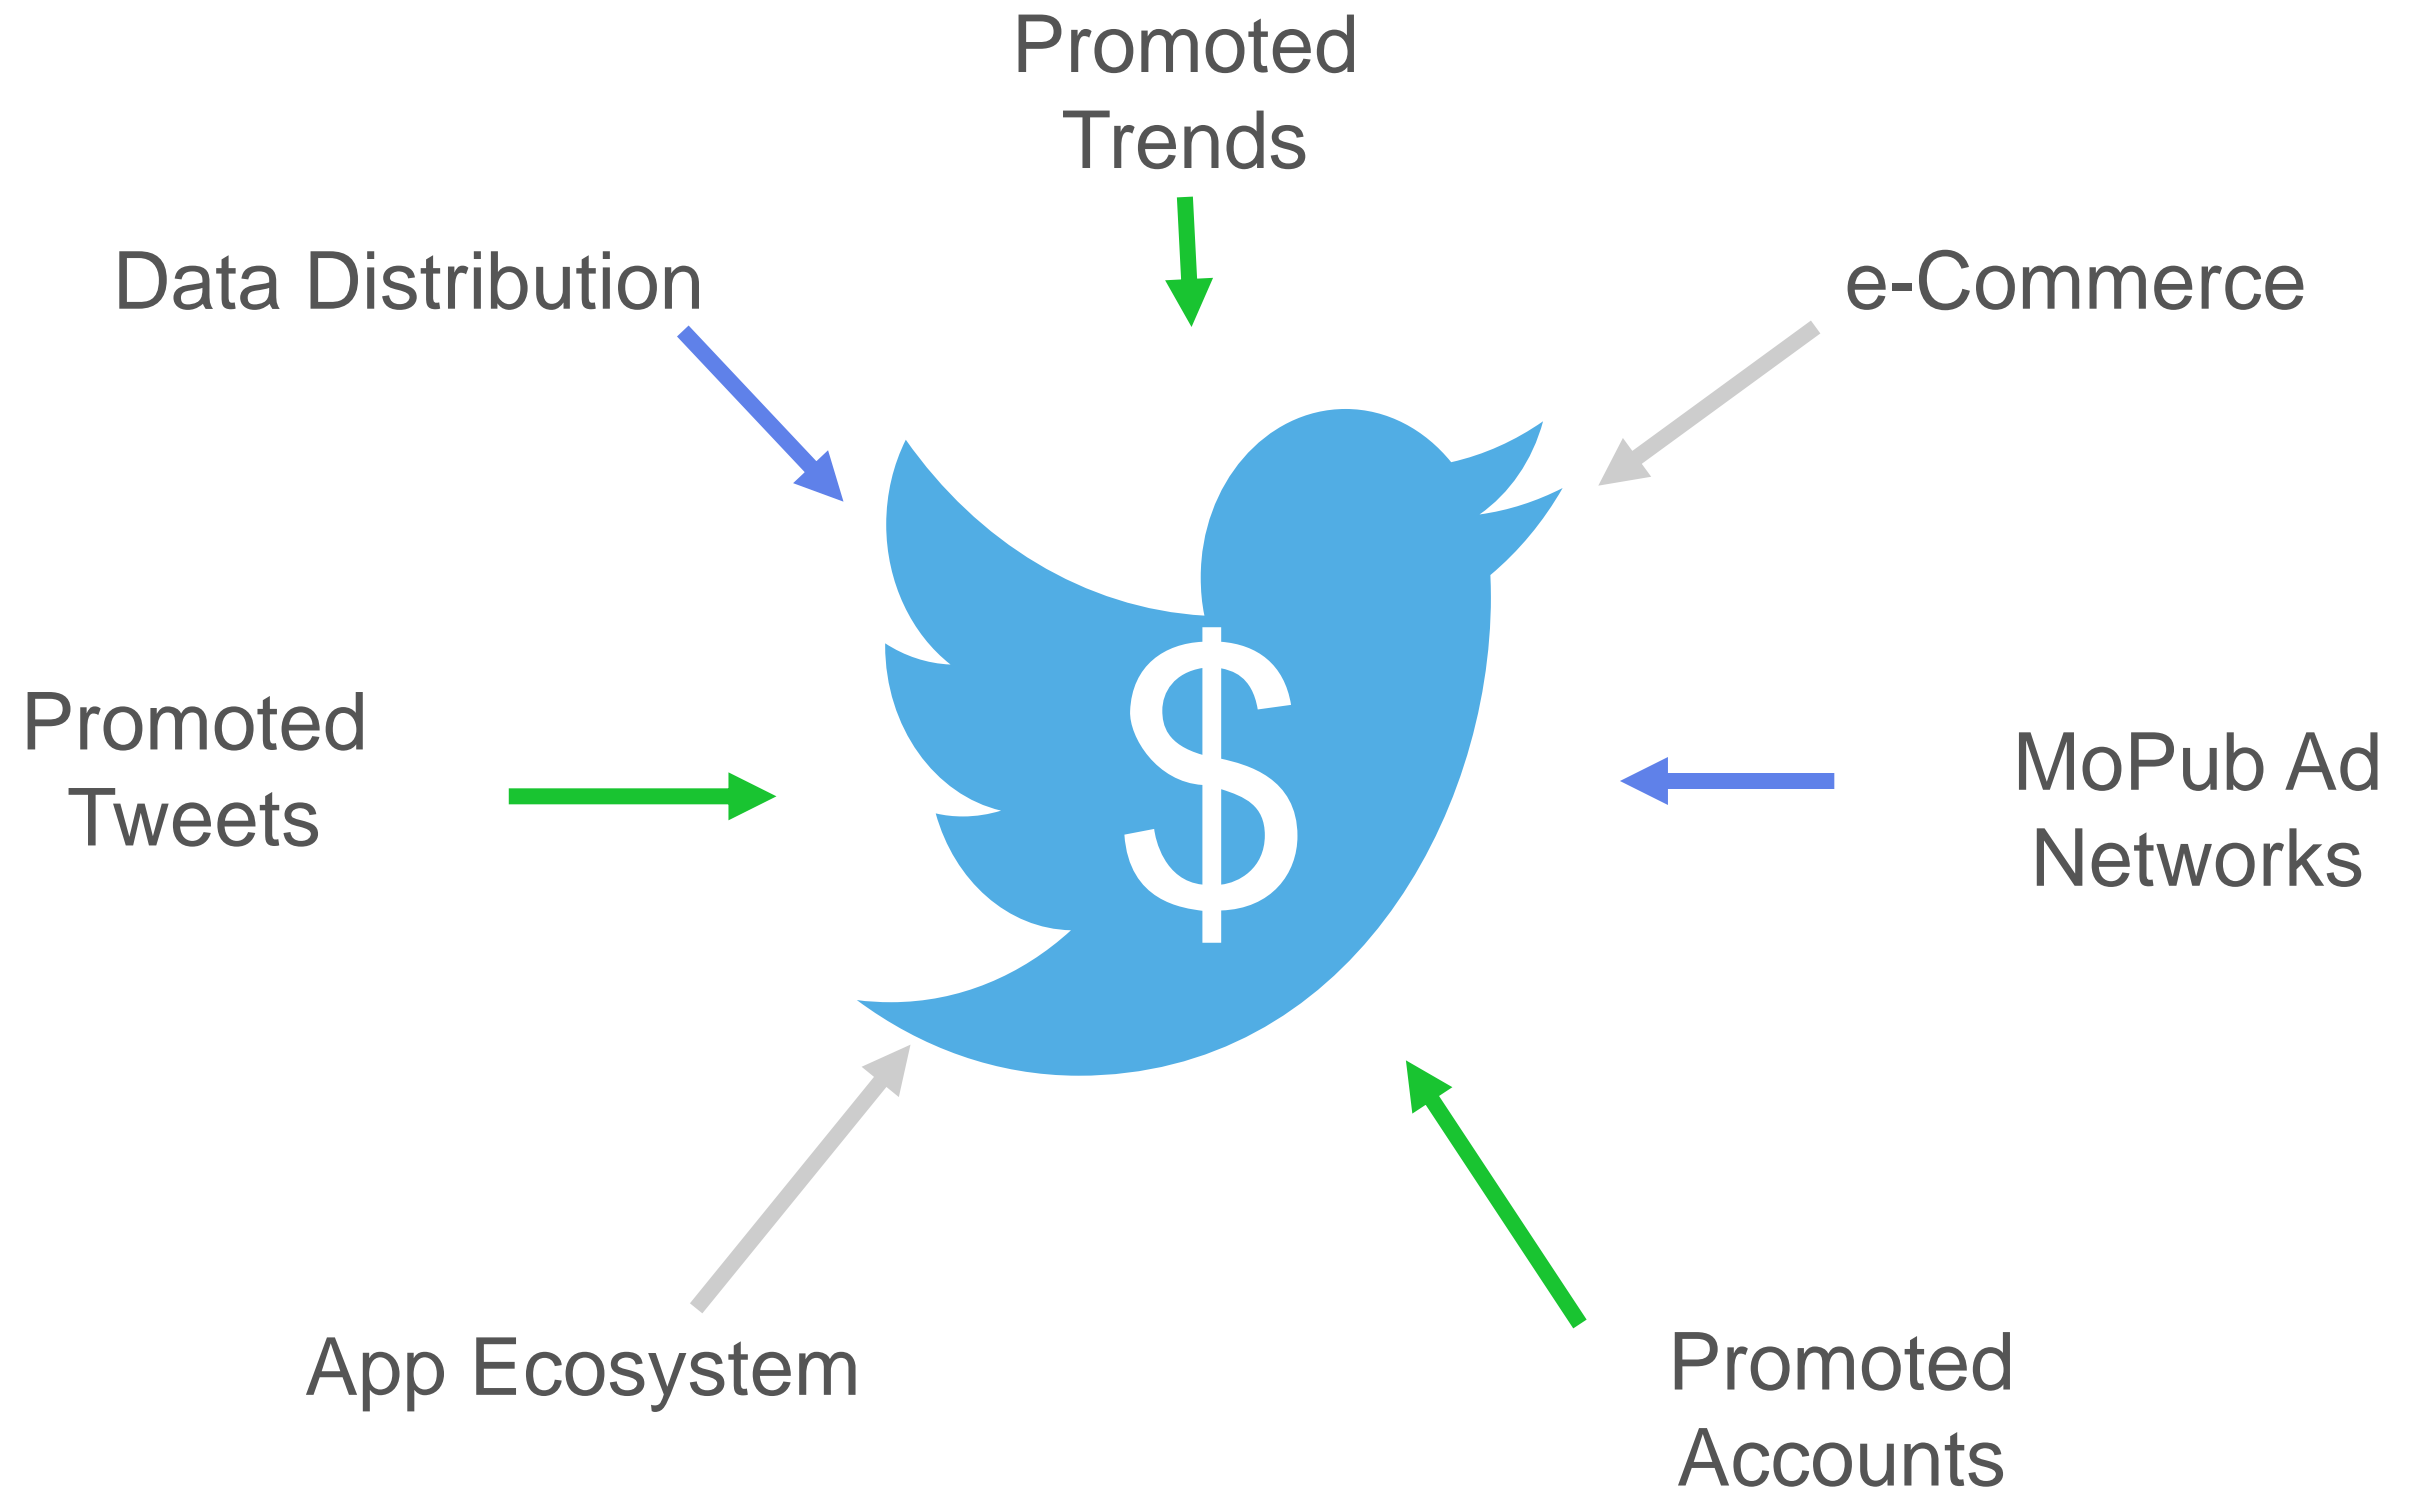 Promoted
Trends
Data Distribution
e-Commerce
Promoted
Tweets
$
MoPub Ad
Networks
App Ecosystem
Promoted
Accounts